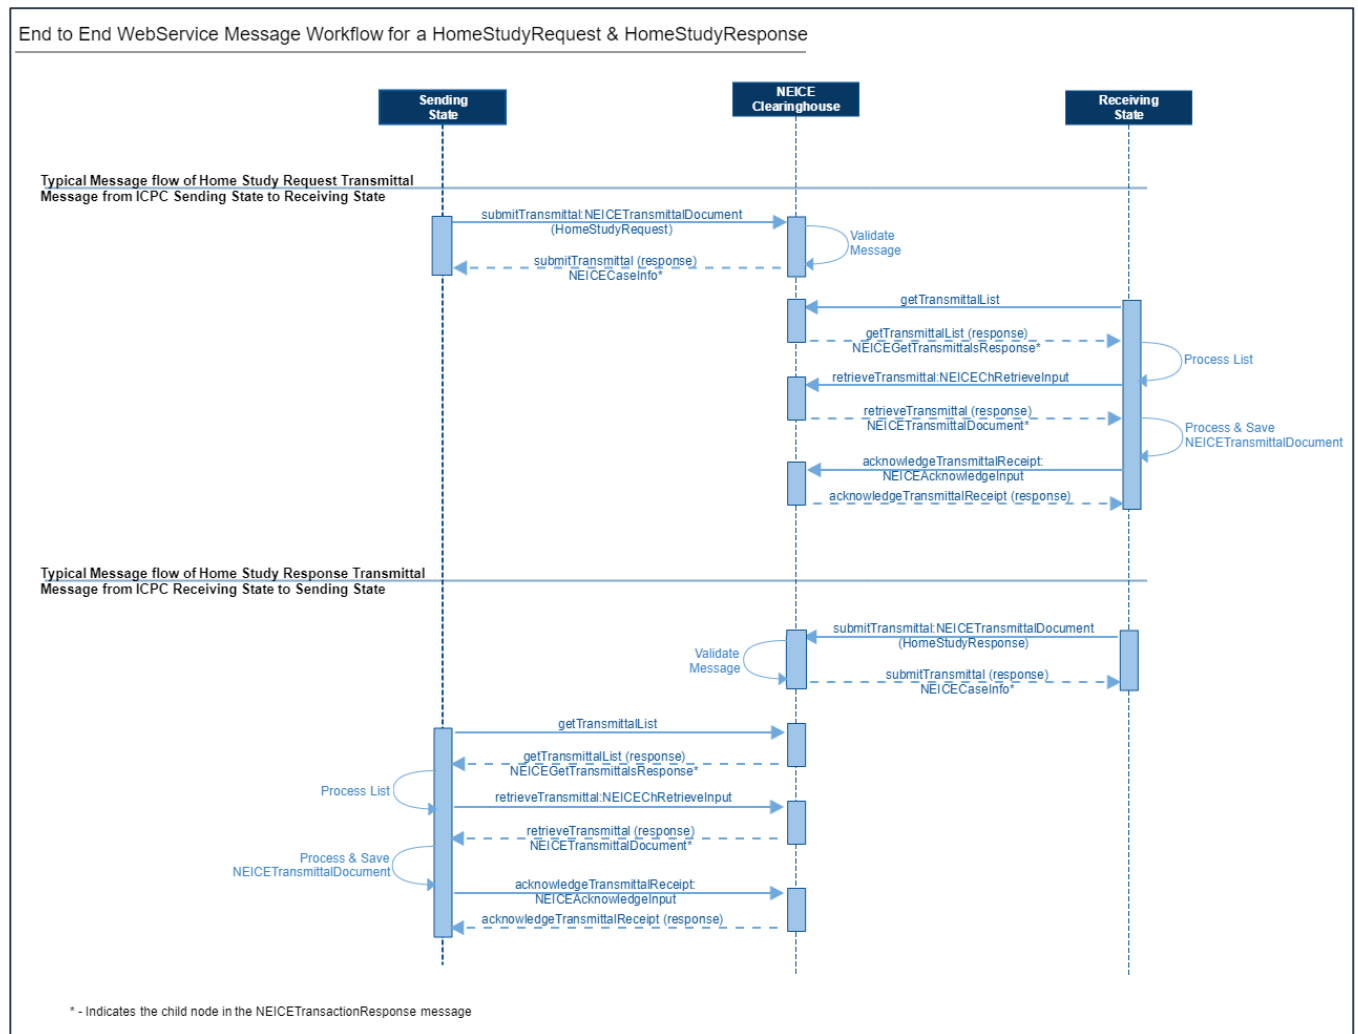 End to End WebService Message Workflow for a HomeStudyRequest & HomeStudyResponse
Sending
State
NEICE
Clearinghouse
Receiving
State
Typical Message flow of Home Study Request Transmittal
Message from ICPC Sending State to Receiving State
submitTransmittal:NEICETransmittalDocument
(HomeStudyRequest)
Validate
Message
submitTransmittal (response)
NEICECaseInfo*
getTransmittalList
getTransmittalList (response)
NEICEGetTransmittalsResponse*
Process List
retrieveTransmittal:NEICEChRetrieveInput
retrieveTransmittal (response)
NEICETransmittalDocument*
Process & Save
NEICETransmittalDocument
acknowledgeTransmittalReceipt:
NEICEAcknowledgeInput
acknowledgeTransmittalReceipt (response)
Typical Message flow of Home Study Response Transmittal
Message from ICPC Receiving State to Sending State
submitTransmittal:NEICETransmittalDocument
(HomeStudyResponse)
Validate
Message
submitTransmittal (response)
NEICECaseInfo*
getTransmittalList
getTransmittalList (response)
NEICEGetTransmittalsResponse*
Process List
retrieveTransmittal:NEICEChRetrieveInput
retrieveTransmittal (response)
NEICETransmittalDocument*
Process & Save
NEICETransmittalDocument
acknowledgeTransmittalReceipt:
NEICEAcknowledgeInput
acknowledgeTransmittalReceipt (response)
* - Indicates the child node in the NEICETransactionResponse message